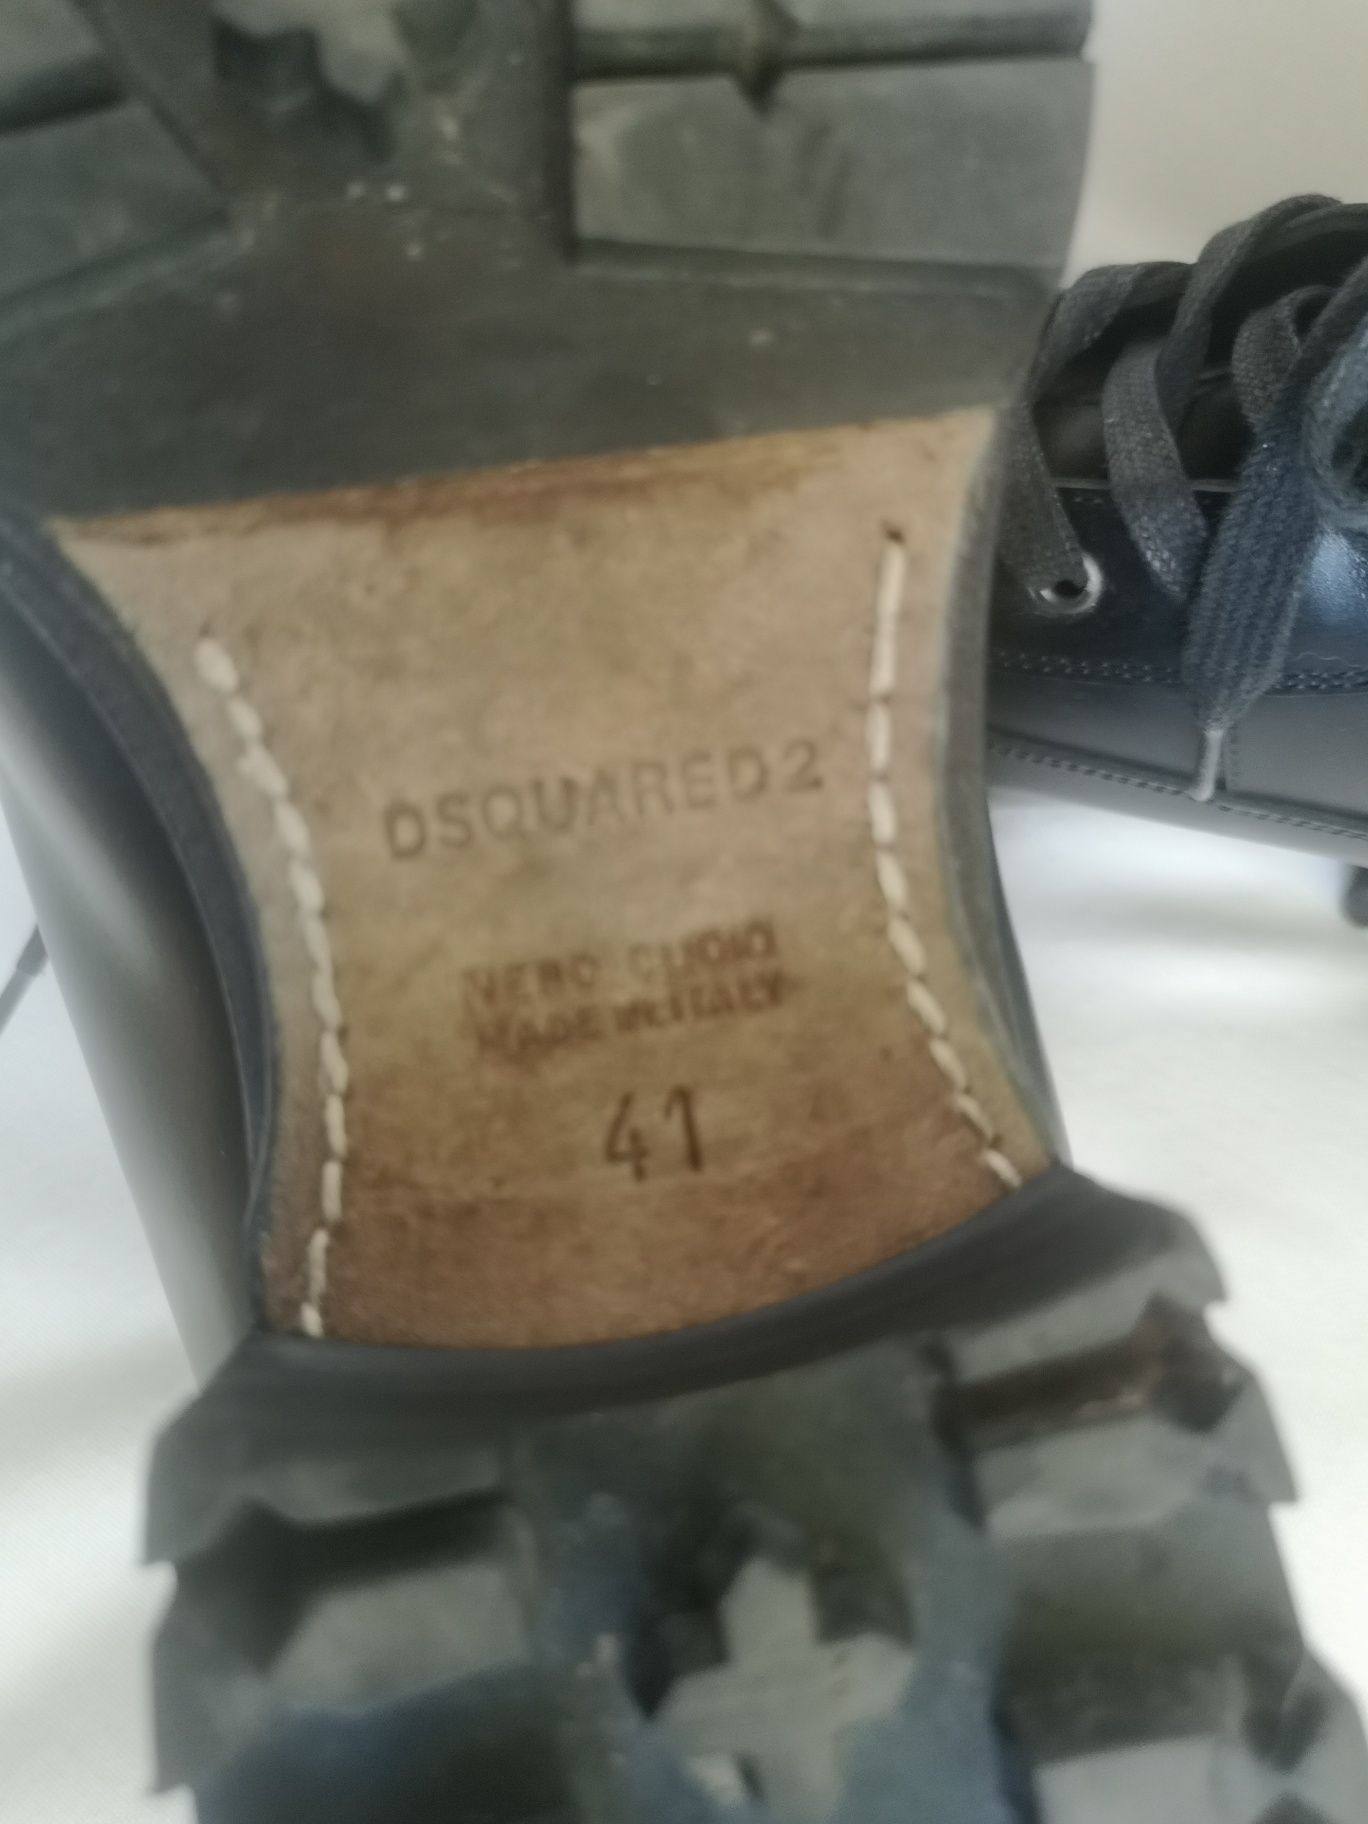 DSQUARED2
VERO CUOIO
MADE IN ITALY
41